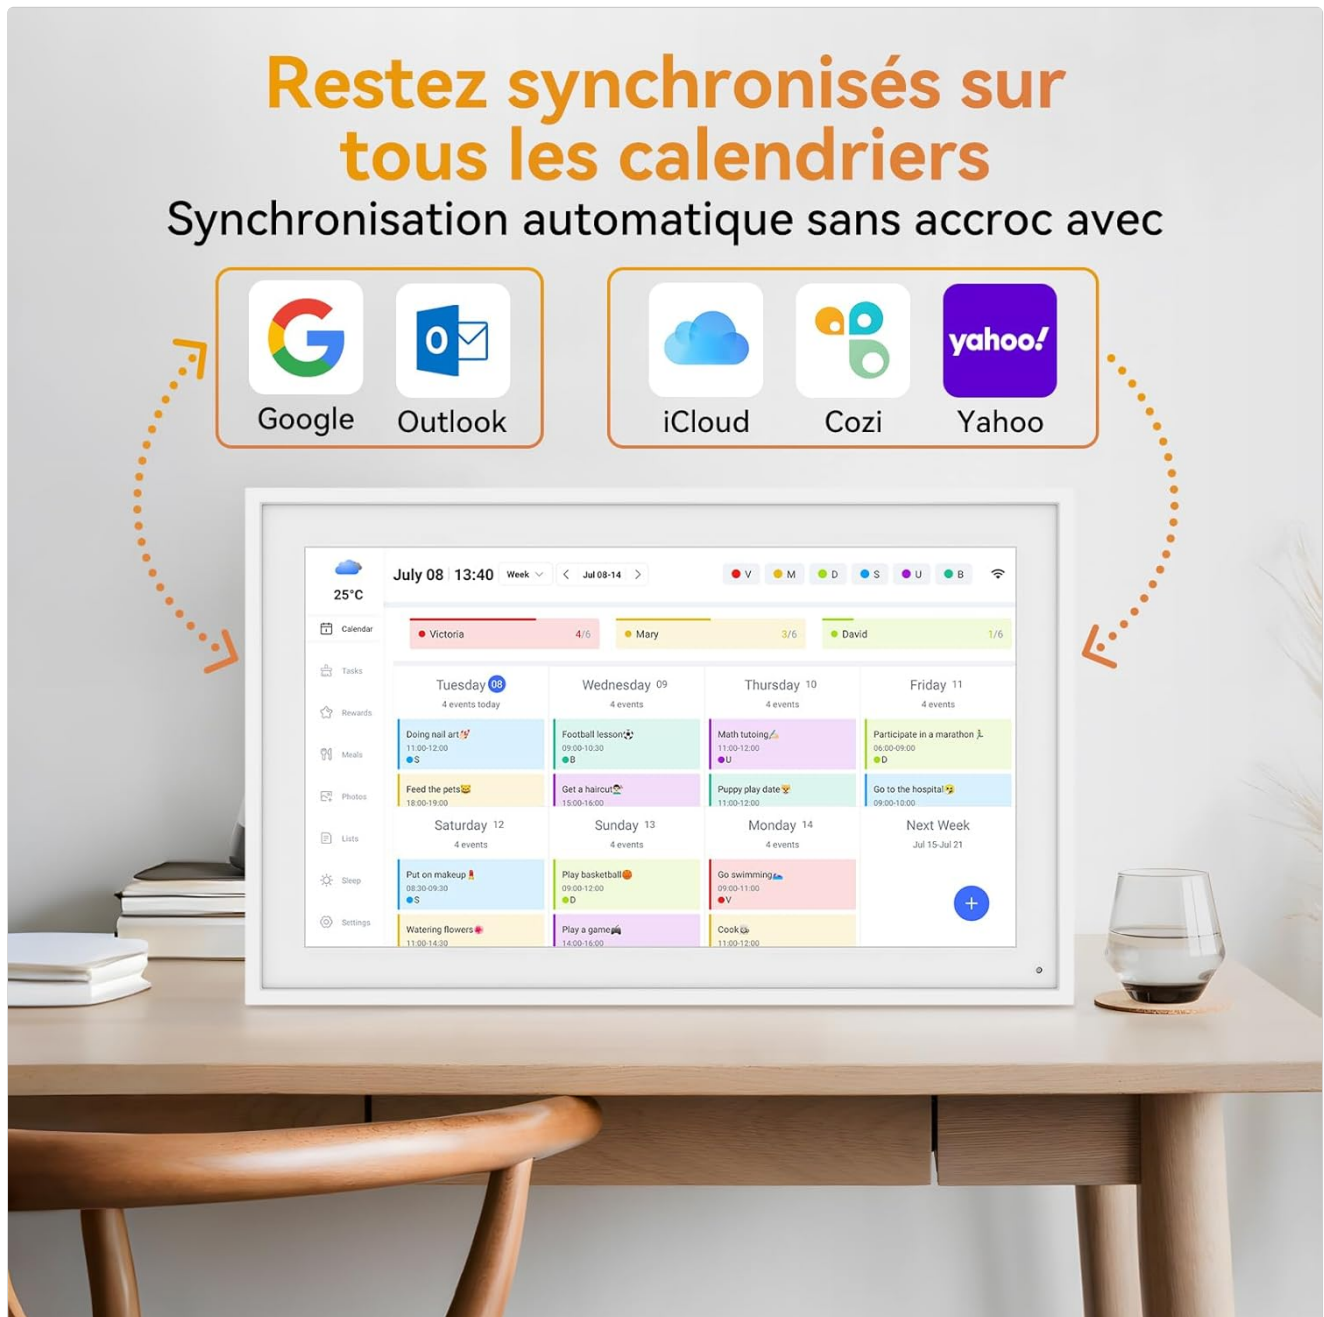 Restez synchronisés sur
tous les calendriers
Synchronisation automatique sans accroc avec
yahoo!
Google
Outlook
iCloud
Cozi
Yahoo
25°C
July 08 13:40 Week Jul 08-14
V M D S U B
Calendar
Tasks
Rewards
Meals
Photos
Lists
Sleep
Settings
Victoria 4/6
Mary 3/6
David 1/6
Tuesday 08
4 events today
Doing nail art
11:00-12:00
S
Feed the pets
18:00-19:00
Wednesday 09
4 events
Football lesson
09:00-10:30
B
Get a haircut
15:00-16:00
Thursday 10
4 events
Math tutoing
11:00-12:00
U
Puppy play date
11:00-12:00
Friday 11
4 events
Participate in a marathon
06:00-09:00
D
Go to the hospital
09:00-10:00
Saturday 12
4 events
Put on makeup
08:30-09:30
S
Watering flowers
11:00-14:30
Sunday 13
4 events
Play basketball
09:00-12:00
D
Play a game
14:00-16:00
Monday 14
4 events
Go swimming
09:00-11:00
V
Cook
11:00-12:00
Next Week
Jul 15-Jul 21